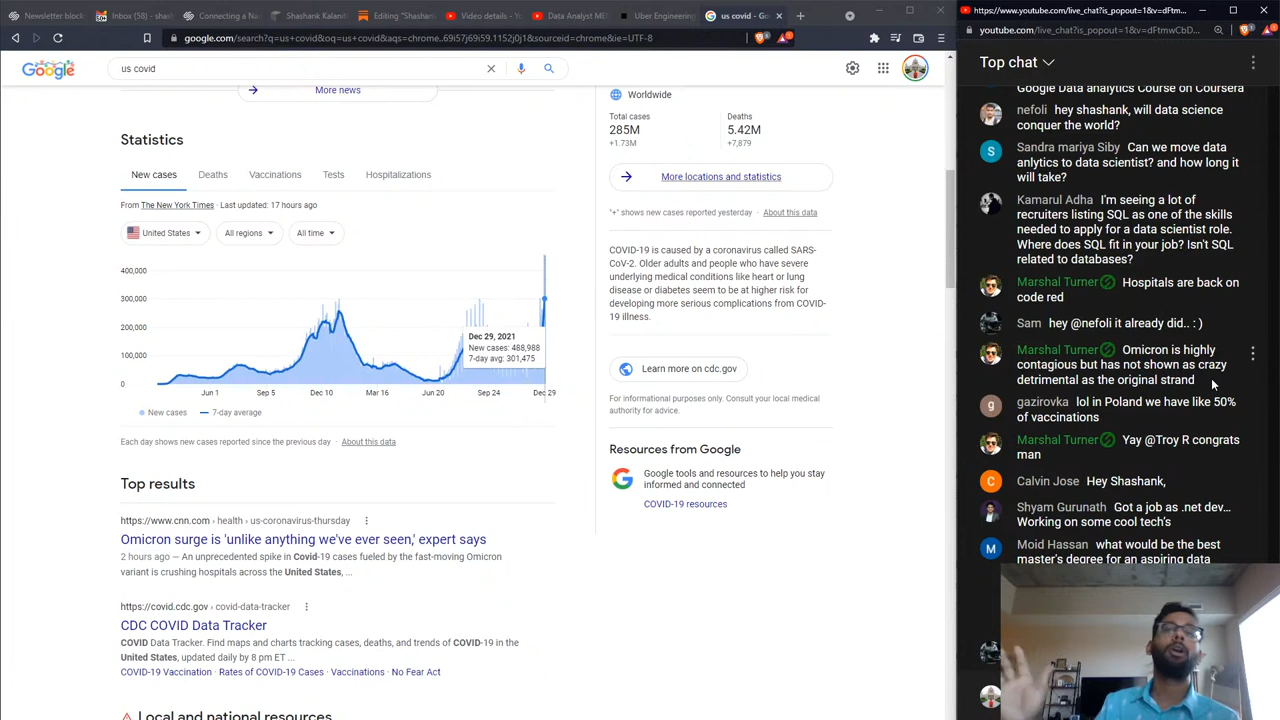 Newsletter block
Inbox (58) - shash
Connecting a Na
Shashank Kalanit
Editing "Shashank
Video details - Yo
Data Analyst ME
Uber Engineering
us covid - Goo
https://www.youtube.com/live_chat?is_popout=1&v=dFtm...
google.com/search?q=us+covid&oq=us+covid&aqs=chrome..69i57j69i59.1152j0j1&sourceid=chrome&ie=UTF-8
youtube.com/live_chat?is_popout=1&v=dFtmwCbD...
Google
us covid
More news
Statistics
New cases
Deaths
Vaccinations
Tests
Hospitalizations
From The New York Times · Last updated: 17 hours ago
United States
All regions
All time
400,000
300,000
200,000
100,000
0
Dec 29, 2021
New cases: 488,988
7-day avg: 301,475
Jun 1
Sep 5
Dec 10
Mar 16
Jun 20
Sep 24
Dec 29
New cases
7-day average
Each day shows new cases reported since the previous day · About this data
Top results
https://www.cnn.com › health › us-coronavirus-thursday
Omicron surge is 'unlike anything we've ever seen,' expert says
2 hours ago — An unprecedented spike in Covid-19 cases fueled by the fast-moving Omicron
variant is crushing hospitals across the United States, ...
https://covid.cdc.gov › covid-data-tracker
CDC COVID Data Tracker
COVID Data Tracker. Find maps and charts tracking cases, deaths, and trends of COVID-19 in the
United States, updated daily by 8 pm ET ...
COVID-19 Vaccination · Rates of COVID-19 Cases · Vaccinations · No Fear Act
Local and national resources
Worldwide
Total cases
285M
+1.73M
Deaths
5.42M
+7,879
More locations and statistics
"+" shows new cases reported yesterday · About this data
COVID-19 is caused by a coronavirus called SARS-
CoV-2. Older adults and people who have severe
underlying medical conditions like heart or lung
disease or diabetes seem to be at higher risk for
developing more serious complications from COVID-
19 illness.
Learn more on cdc.gov
For informational purposes only. Consult your local medical
authority for advice.
Resources from Google
Google tools and resources to help you stay
informed and connected
COVID-19 resources
Top chat
Google Data analytics Course on Coursera
nefoli hey shashank, will data science
conquer the world?
S
Sandra mariya Siby Can we move data
anlytics to data scientist? and how long it
will take?
Kamarul Adha I'm seeing a lot of
recruiters listing SQL as one of the skills
needed to apply for a data scientist role.
Where does SQL fit in your job? Isn't SQL
related to databases?
Marshal Turner Hospitals are back on
code red
Sam hey @nefoli it already did.. : )
Marshal Turner Omicron is highly
contagious but has not shown as crazy
detrimental as the original strand
g
gazirovka lol in Poland we have like 50%
of vaccinations
Marshal Turner Yay @Troy R congrats
man
C
Calvin Jose Hey Shashank,
Shyam Gurunath Got a job as .net dev...
Working on some cool tech's
M
Moid Hassan what would be the best
master's degree for an aspiring data